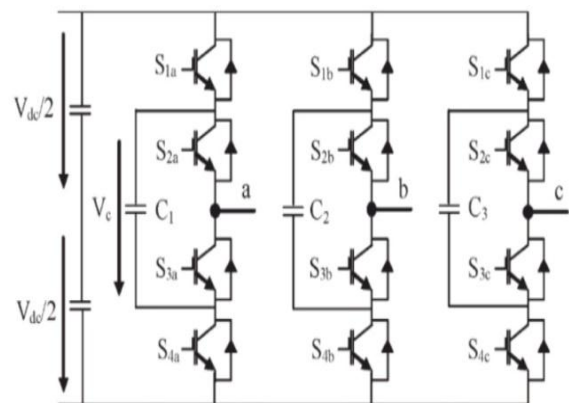 S1a
S1b
S1c
Vdc/2
S2a
S2b
S2c
a
b
c
Vc
C1
C2
C3
S3a
S3b
S3c
Vdc/2
S4a
S4b
S4c